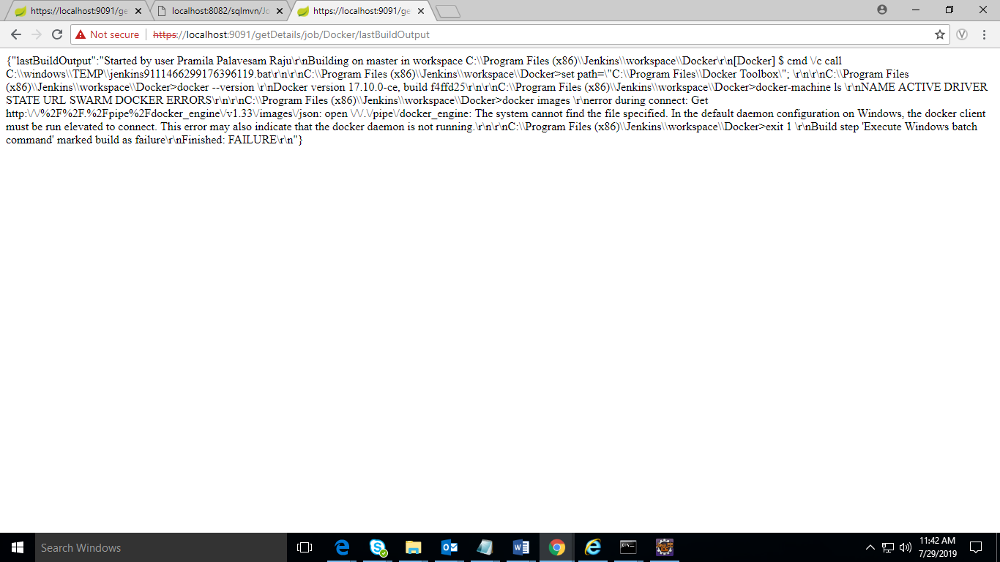 https://localhost:9091/ge
localhost:8082/sqlmvn/Jo
https://localhost:9091/ge
Not secure
https://localhost:9091/getDetails/job/Docker/lastBuildOutput
{"lastBuildOutput":"Started by user Pramila Palavesam Raju\r\nBuilding on master in workspace C:\\Program Files (x86)\\Jenkins\\workspace\\Docker\r\n[Docker] $ cmd \/c call
C:\\windows\\TEMP\\jenkins9111466299176396119.bat\r\n\r\nC:\\Program Files (x86)\\Jenkins\\workspace\\Docker>set path=\"C:\\Program Files\\Docker Toolbox\"; \r\n\r\nC:\\Program Files
(x86)\\Jenkins\\workspace\\Docker>docker --version \r\nDocker version 17.10.0-ce, build f4ffd25\r\n\r\nC:\\Program Files (x86)\\Jenkins\\workspace\\Docker>docker-machine ls \r\nNAME ACTIVE DRIVER
STATE URL SWARM DOCKER ERRORS\r\n\r\nC:\\Program Files (x86)\\Jenkins\\workspace\\Docker>docker images \r\nerror during connect: Get
http:\/\/%2F%2F.%2Fpipe%2Fdocker_engine\/v1.33\/images\/json: open \/\/.\/pipe\/docker_engine: The system cannot find the file specified. In the default daemon configuration on Windows, the docker client
must be run elevated to connect. This error may also indicate that the docker daemon is not running.\r\n\r\nC:\\Program Files (x86)\\Jenkins\\workspace\\Docker>exit 1 \r\nBuild step 'Execute Windows batch
command' marked build as failure\r\nFinished: FAILURE\r\n"}
Search Windows
11:42 AM
7/29/2019